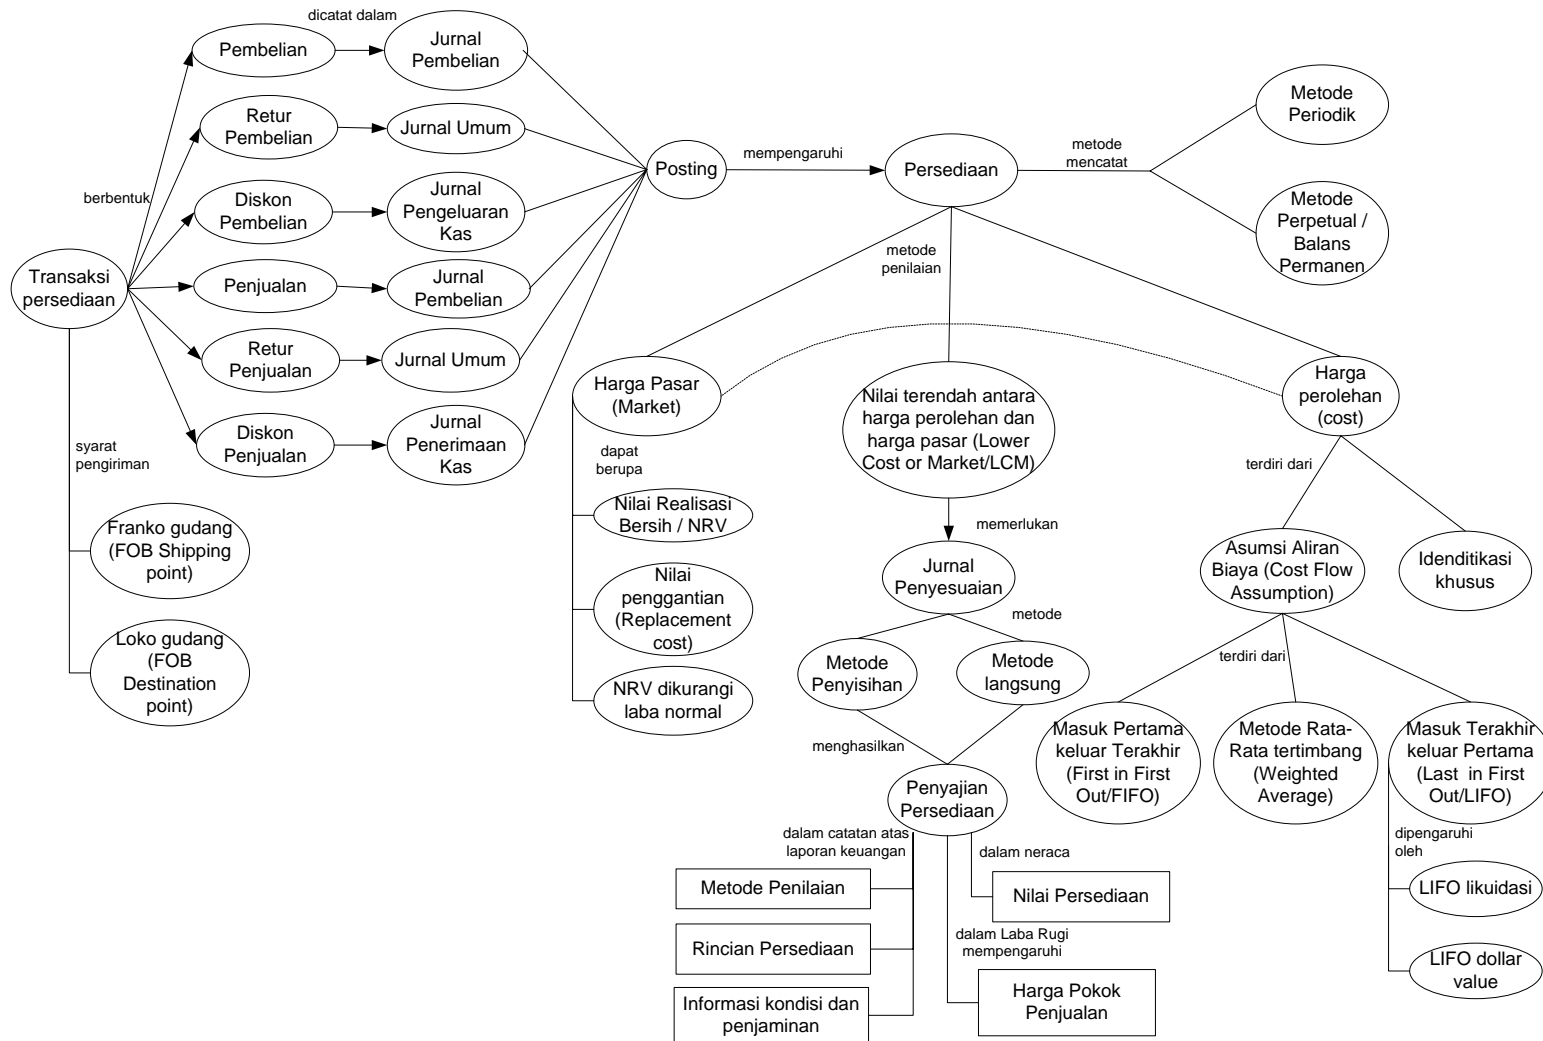 dicatat dalam
Pembelian
Jurnal
Pembelian
Retur
Pembelian
Jurnal Umum
berbentuk
Diskon
Pembelian
Jurnal
Pengeluaran
Kas
Transaksi
persediaan
Penjualan
Jurnal
Pembelian
Retur
Penjualan
Jurnal Umum
Diskon
Penjualan
Jurnal
Penerimaan
Kas
syarat
pengiriman
Franko gudang
(FOB Shipping
point)
Loko gudang
(FOB
Destination
point)
Posting
mempengaruhi
Persediaan
metode
mencatat
Metode
Periodik
Metode
Perpetual /
Balans
Permanen
metode
penilaian
Harga Pasar
(Market)
dapat
berupa
Nilai Realisasi
Bersih / NRV
Nilai
penggantian
(Replacement
cost)
NRV dikurangi
laba normal
Nilai terendah antara
harga perolehan dan
harga pasar (Lower
Cost or Market/LCM)
memerlukan
Jurnal
Penyesuaian
metode
Metode
Penyisihan
Metode
langsung
menghasilkan
Penyajian
Persediaan
dalam catatan atas
laporan keuangan
Metode Penilaian
Rincian Persediaan
Informasi kondisi dan
penjaminan
dalam neraca
Nilai Persediaan
dalam Laba Rugi
mempengaruhi
Harga Pokok
Penjualan
Harga
perolehan
(cost)
terdiri dari
Asumsi Aliran
Biaya (Cost Flow
Assumption)
Idenditikasi
khusus
terdiri dari
Masuk Pertama
keluar Terakhir
(First in First
Out/FIFO)
Metode Rata-
Rata tertimbang
(Weighted
Average)
Masuk Terakhir
keluar Pertama
(Last  in First
Out/LIFO)
dipengaruhi
oleh
LIFO likuidasi
LIFO dollar
value